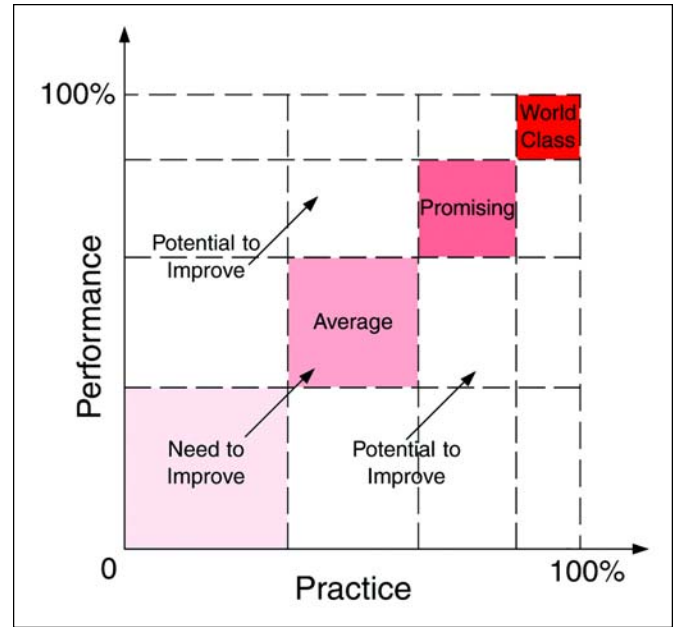 100%
World
Class
Promising
Potential to
Improve
Average
Performance
Need to
Improve
Potential to
Improve
0
Practice
100%